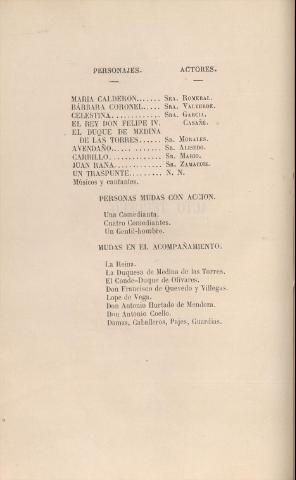 PERSONAJES. ACTORES.
MARIA CALDERON....... SRA. ROMERAL.
BÁRBARA CORONEL..... SRA. VALVERDE.
CELESTINA............. SRA. GARCIA.
EL REY DON FELIPE IV. CASAÑÉ.
EL DUQUE DE MEDINA
DE LAS TORRES...... SR. MORALES.
AVENDAÑO............. SR. ALISEDO.
CARRILLO.............. SR. MARIO.
JUAN RANA............. SR. ZAMACOIS.
UN TRASPUNTE......... N. N.
Músicos y cantantes.
PERSONAS MUDAS CON ACCION.
Una Comedianta.
Cuatro Comediantes.
Un Gentil-hombre.
MUDAS EN EL ACOMPAÑAMIENTO.
La Reina.
La Duquesa de Medina de las Torres.
El Conde-Duque de Olivares.
Don Francisco de Quevedo y Villegas.
Lope de Vega.
Don Antonio Hurtado de Mendoza.
Don Antonio Coello.
Damas, Caballeros, Pajes, Guardias.